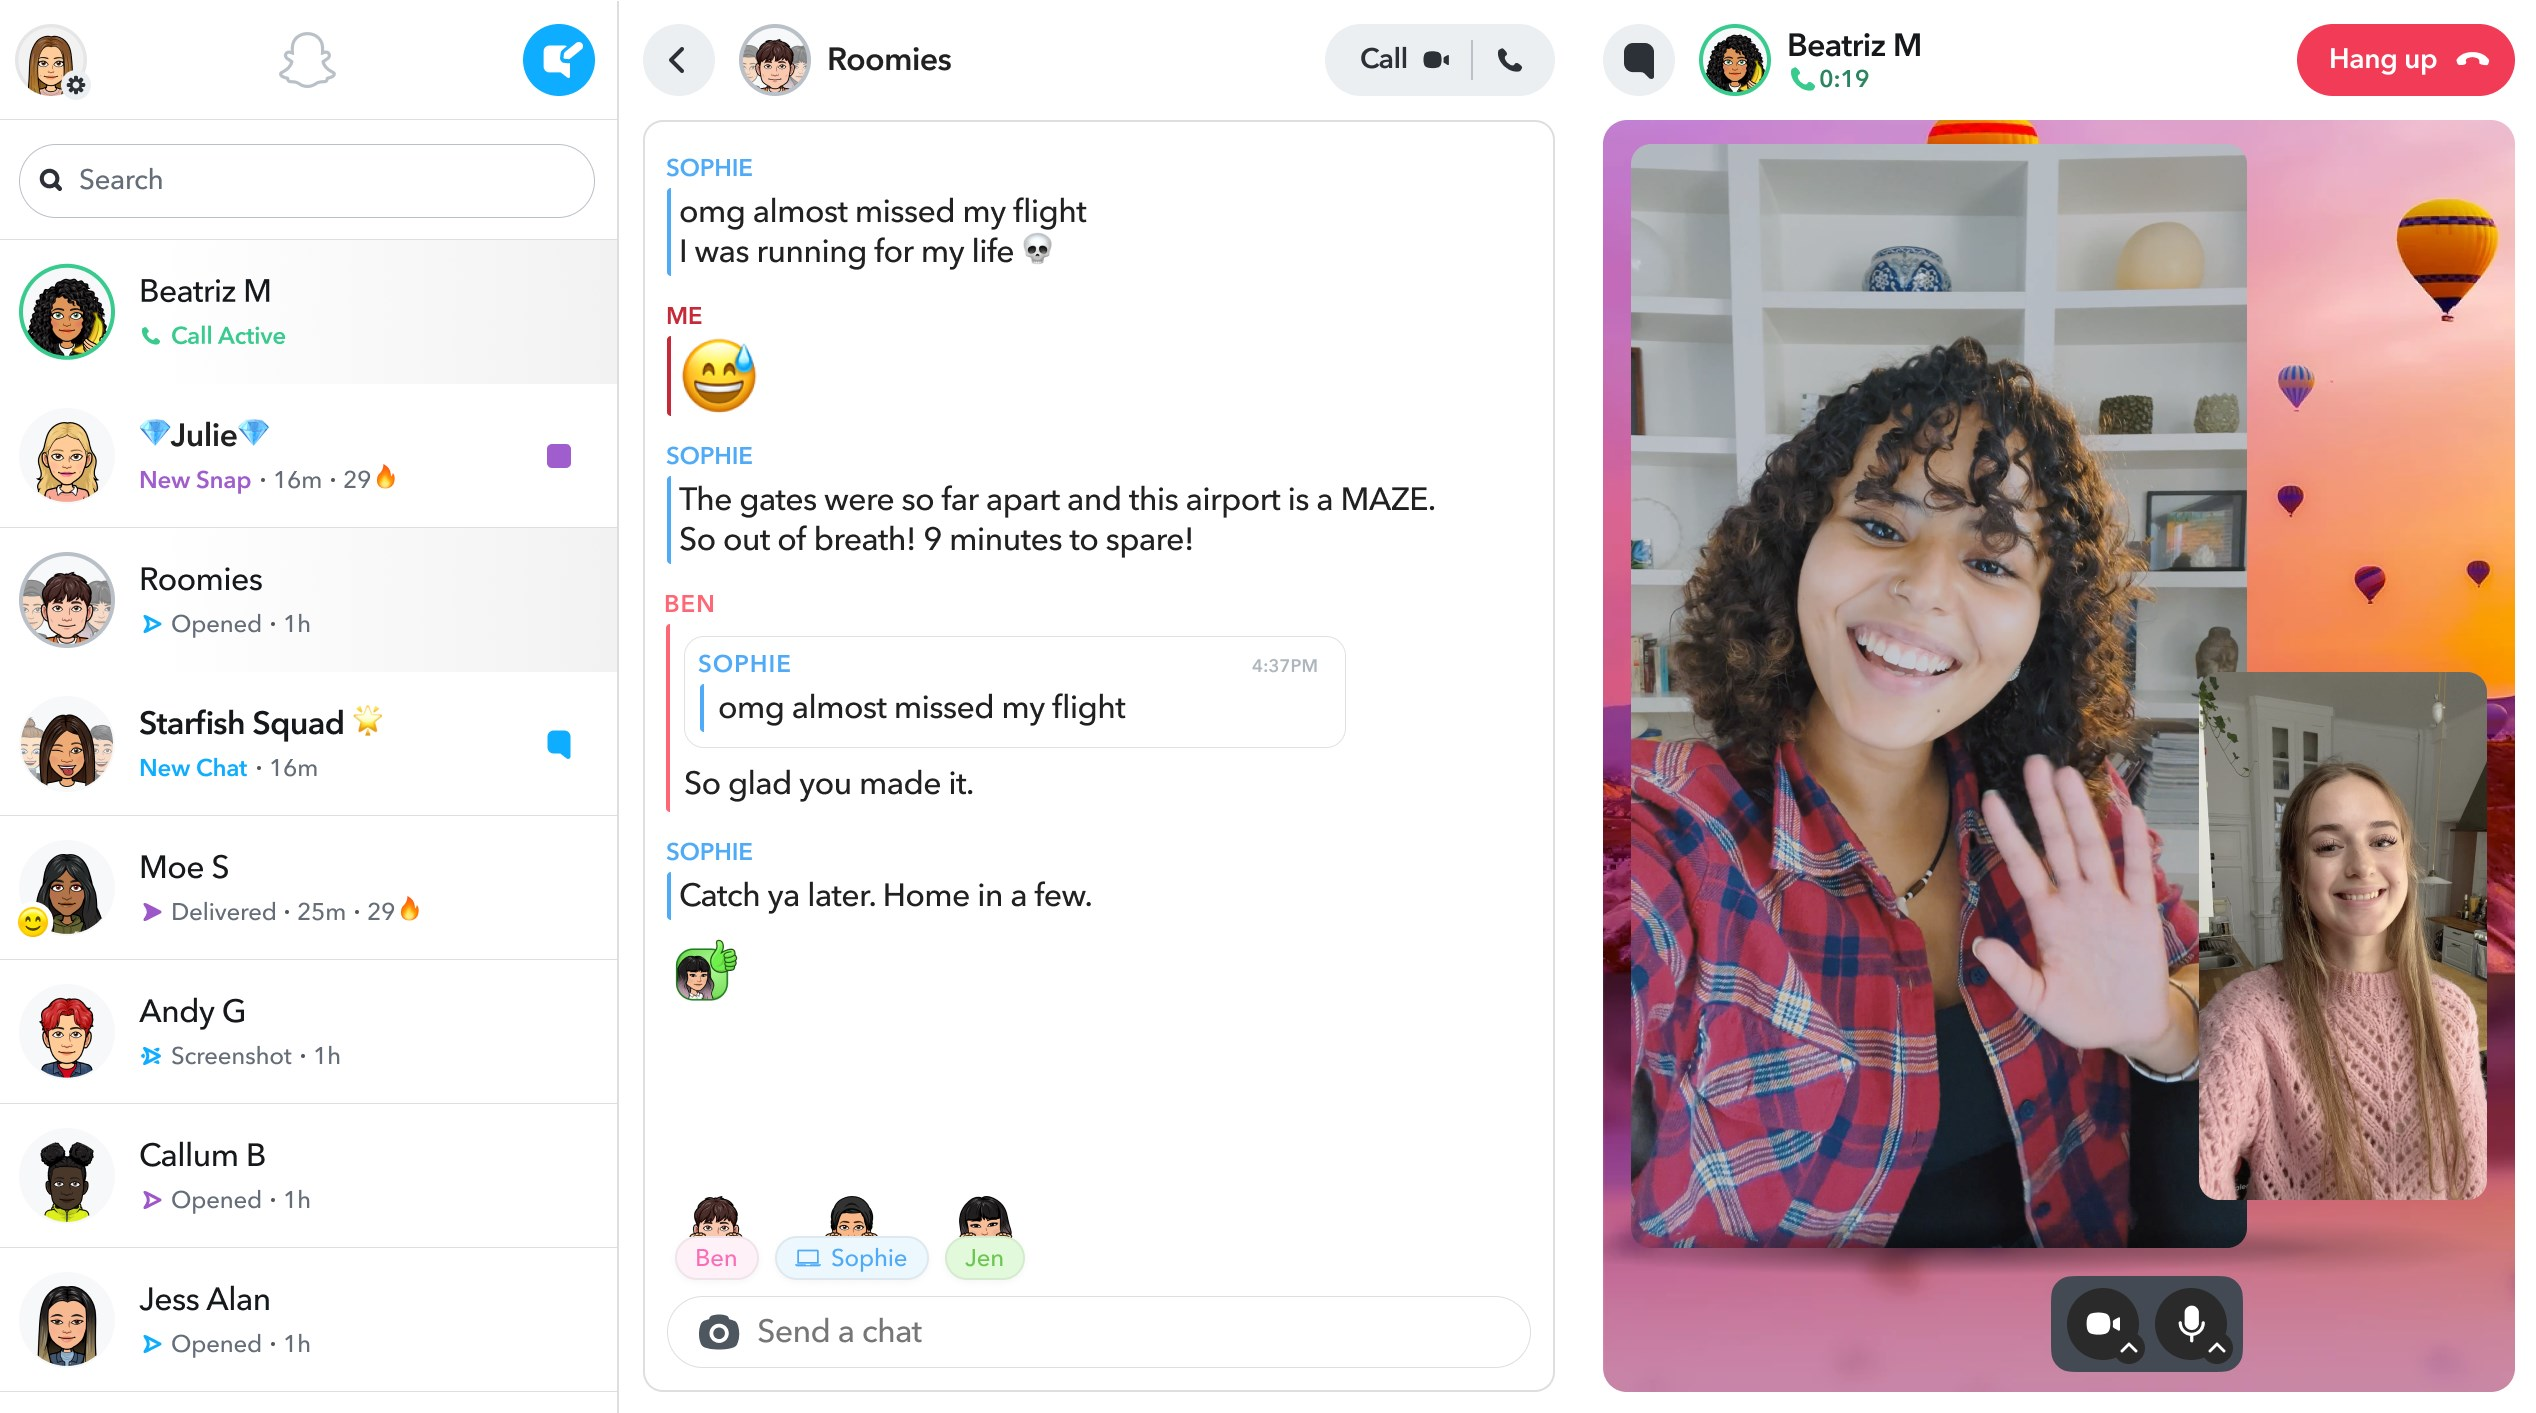 Search
Beatriz M
Call Active
💎Julie💎
New Snap · 16m · 29🔥
Roomies
Opened · 1h
Starfish Squad 🌟
New Chat · 16m
Moe S
Delivered · 25m · 29🔥
Andy G
Screenshot · 1h
Callum B
Opened · 1h
Jess Alan
Opened · 1h
Roomies
Call
SOPHIE
omg almost missed my flight
I was running for my life 💀
ME
😅
SOPHIE
The gates were so far apart and this airport is a MAZE.
So out of breath! 9 minutes to spare!
BEN
SOPHIE 4:37PM
omg almost missed my flight
So glad you made it.
SOPHIE
Catch ya later. Home in a few.
Ben Sophie Jen
Send a chat
Beatriz M
0:19
Hang up